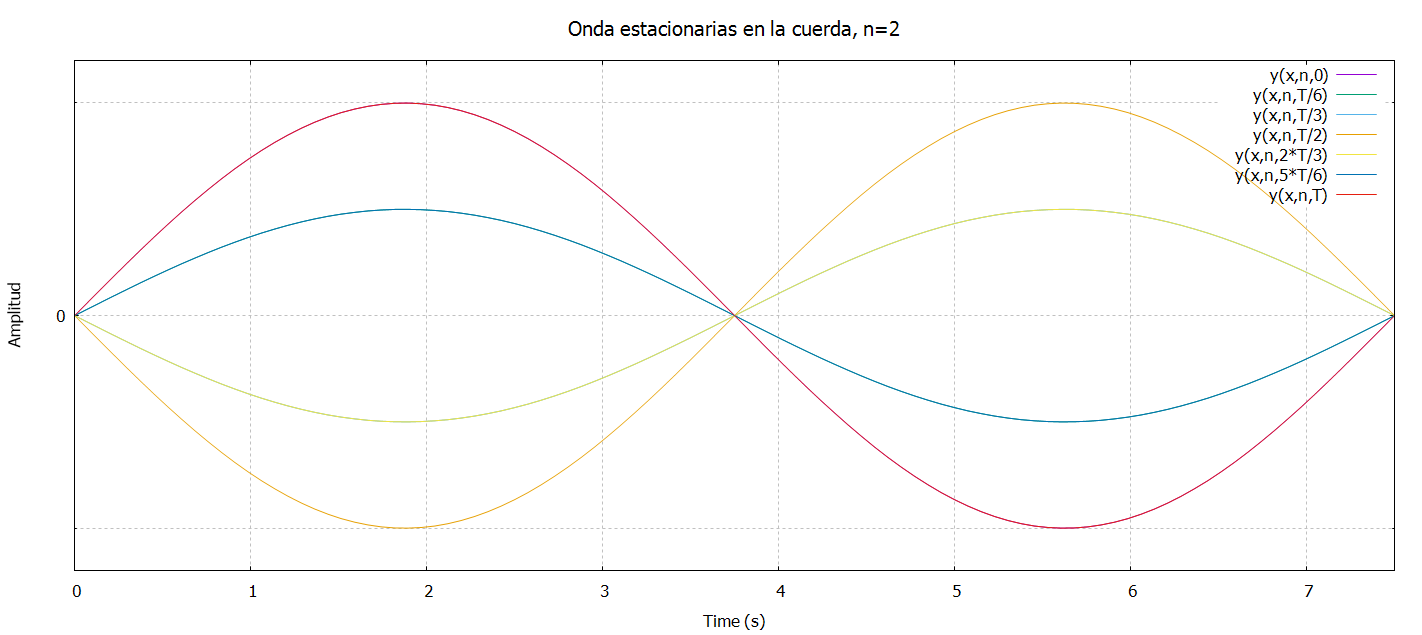 Onda estacionarias en la cuerda, n=2
y(x,n,0)
y(x,n,T/6)
y(x,n,T/3)
y(x,n,T/2)
y(x,n,2*T/3)
y(x,n,5*T/6)
y(x,n,T)
Amplitud
0
0 1 2 3 4 5 6 7
Time (s)